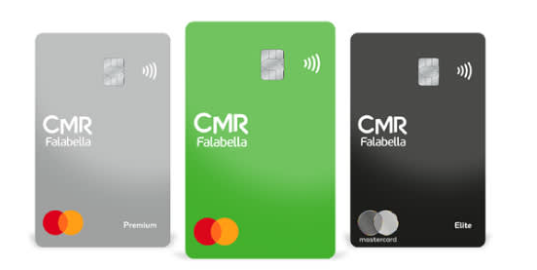 CMR
Falabella
Premium
CMR
Falabella
CMR
Falabella
mastercard
Elite